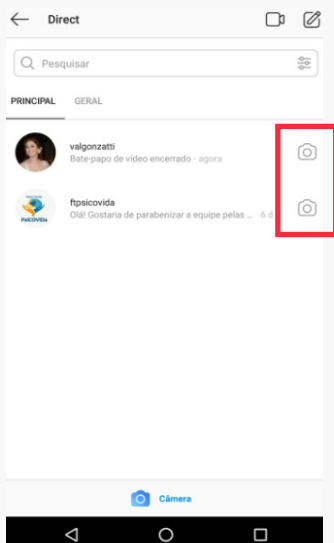 Direct
Pesquisar
PRINCIPAL GERAL
valgonzatti
Bate-papo de vídeo encerrado · agora
ftpsicovida
Olá! Gostaria de parabenizar a equipe pelas ... 6 d
PsiCOVIDa
Câmera